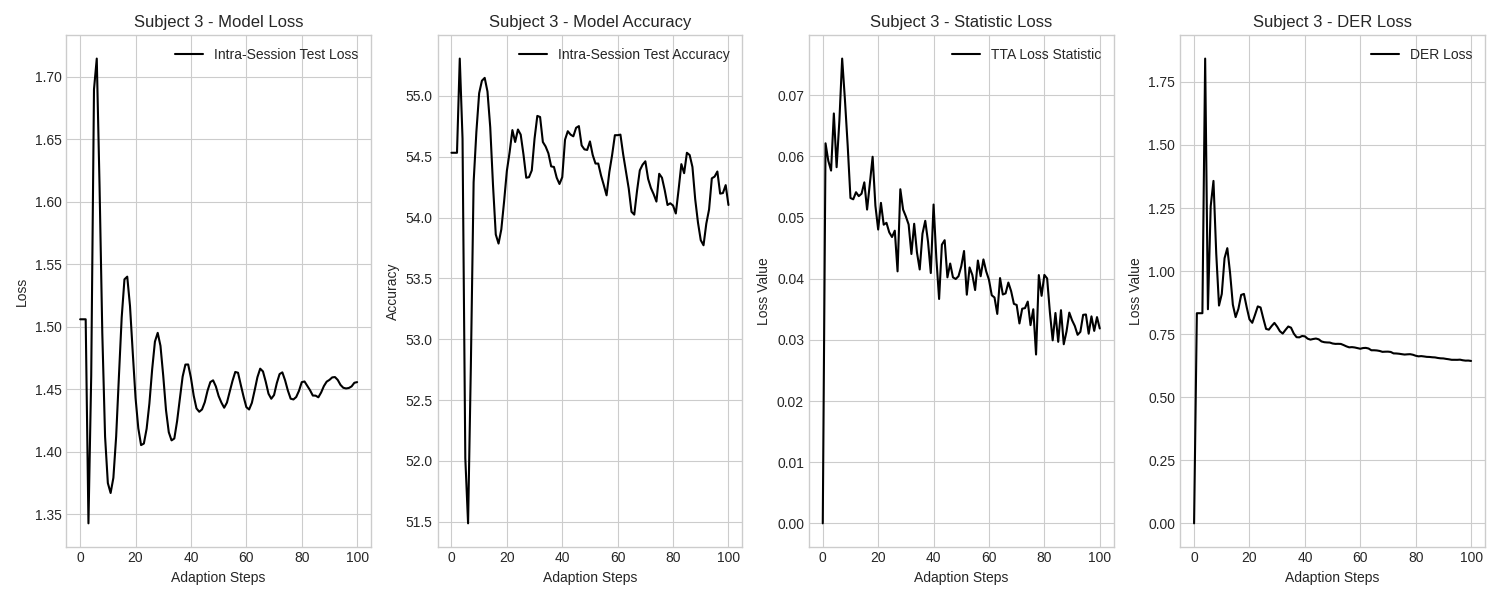 Subject 3 - Model Loss
Intra-Session Test Loss
1.70
1.65
1.60
1.55
1.50
1.45
1.40
1.35
Loss
0 20 40 60 80 100
Adaption Steps
Subject 3 - Model Accuracy
Intra-Session Test Accuracy
55.0
54.5
54.0
53.5
53.0
52.5
52.0
51.5
Accuracy
0 20 40 60 80 100
Adaption Steps
Subject 3 - Statistic Loss
TTA Loss Statistic
0.07
0.06
0.05
0.04
0.03
0.02
0.01
0.00
Loss Value
0 20 40 60 80 100
Adaption Steps
Subject 3 - DER Loss
DER Loss
1.75
1.50
1.25
1.00
0.75
0.50
0.25
0.00
Loss Value
0 20 40 60 80 100
Adaption Steps